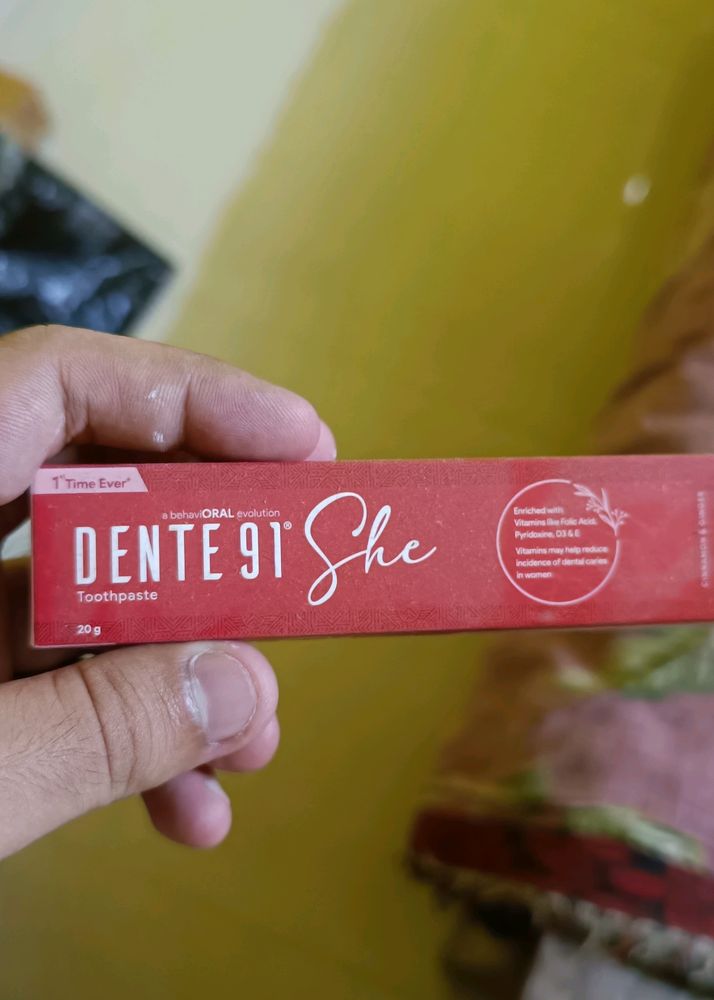 1st Time Ever*
a behaviORAL evolution
DENTE 91® She
Toothpaste
20 g
Enriched with
Vitamins like Folic Acid,
Pyridoxine, D3 & E
Vitamins may help reduce
incidence of dental caries
in women
CINNAMON & GINGER